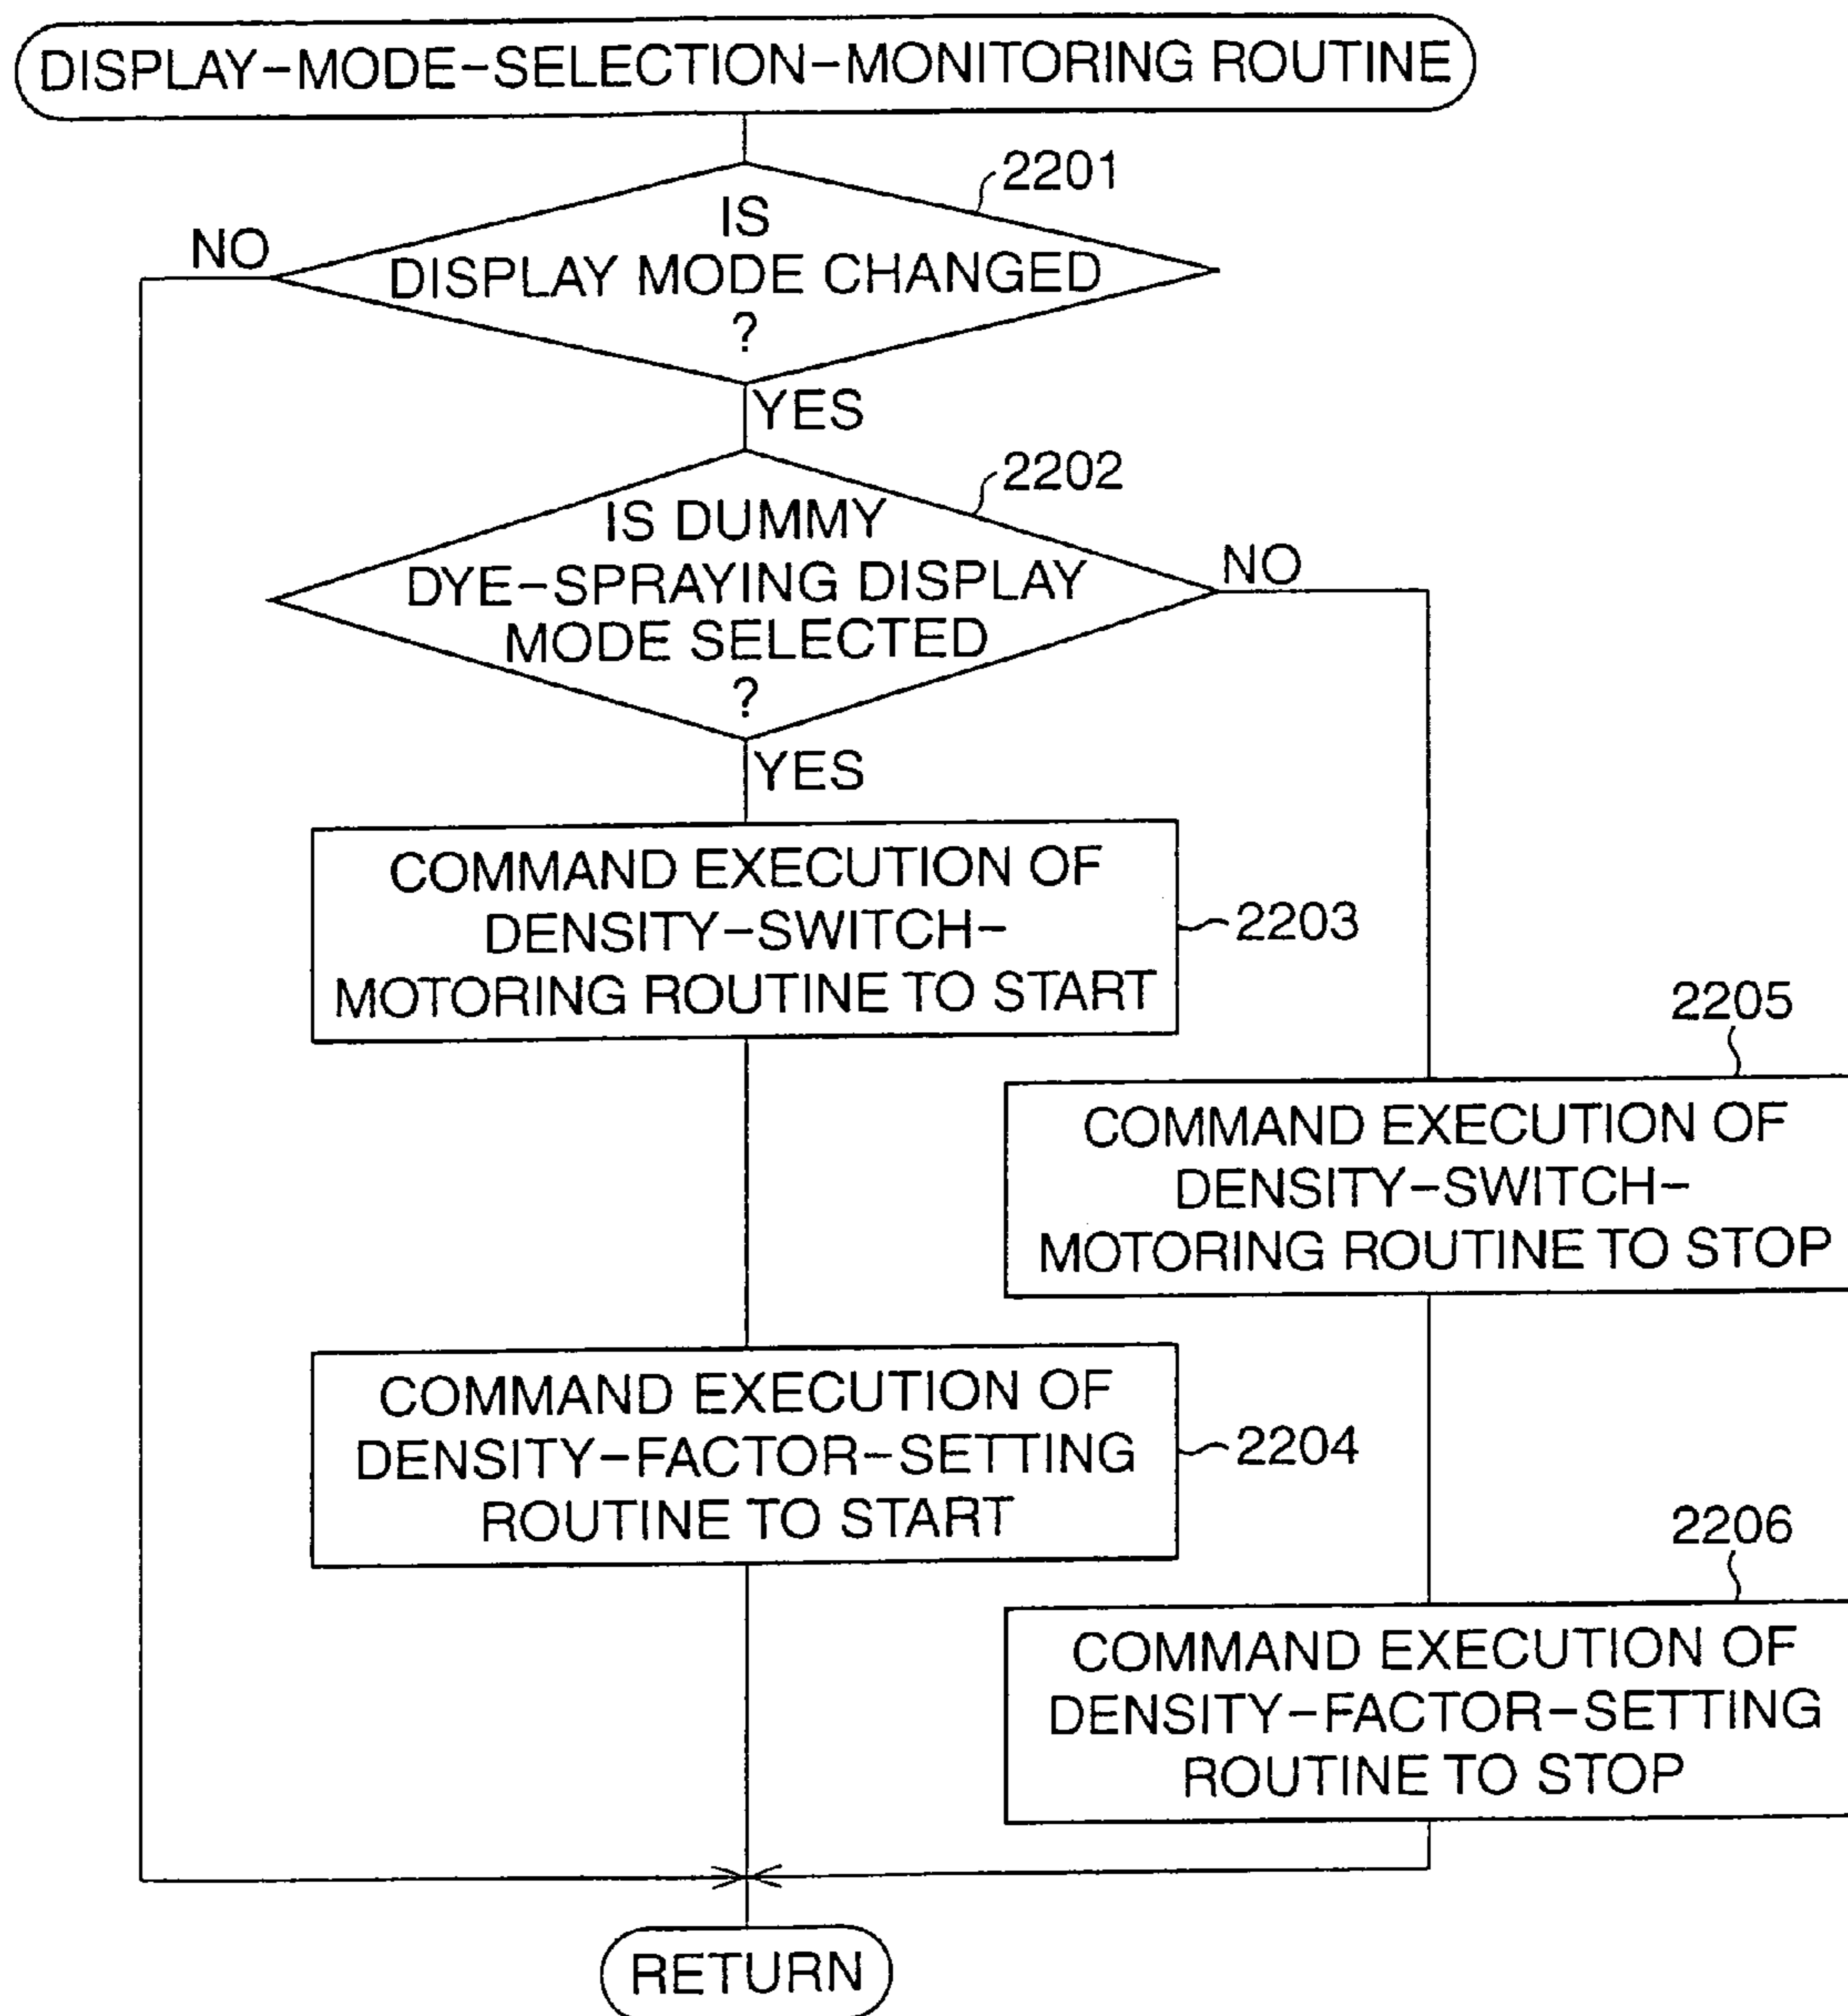 DISPLAY-MODE-SELECTION-MONITORING ROUTINE
2201
IS
DISPLAY MODE CHANGED
?
NO
YES
2202
IS DUMMY
DYE-SPRAYING DISPLAY
MODE SELECTED
?
NO
YES
COMMAND EXECUTION OF
DENSITY-SWITCH-
MOTORING ROUTINE TO START
2203
2205
COMMAND EXECUTION OF
DENSITY-SWITCH-
MOTORING ROUTINE TO STOP
COMMAND EXECUTION OF
DENSITY-FACTOR-SETTING
ROUTINE TO START
2204
2206
COMMAND EXECUTION OF
DENSITY-FACTOR-SETTING
ROUTINE TO STOP
RETURN